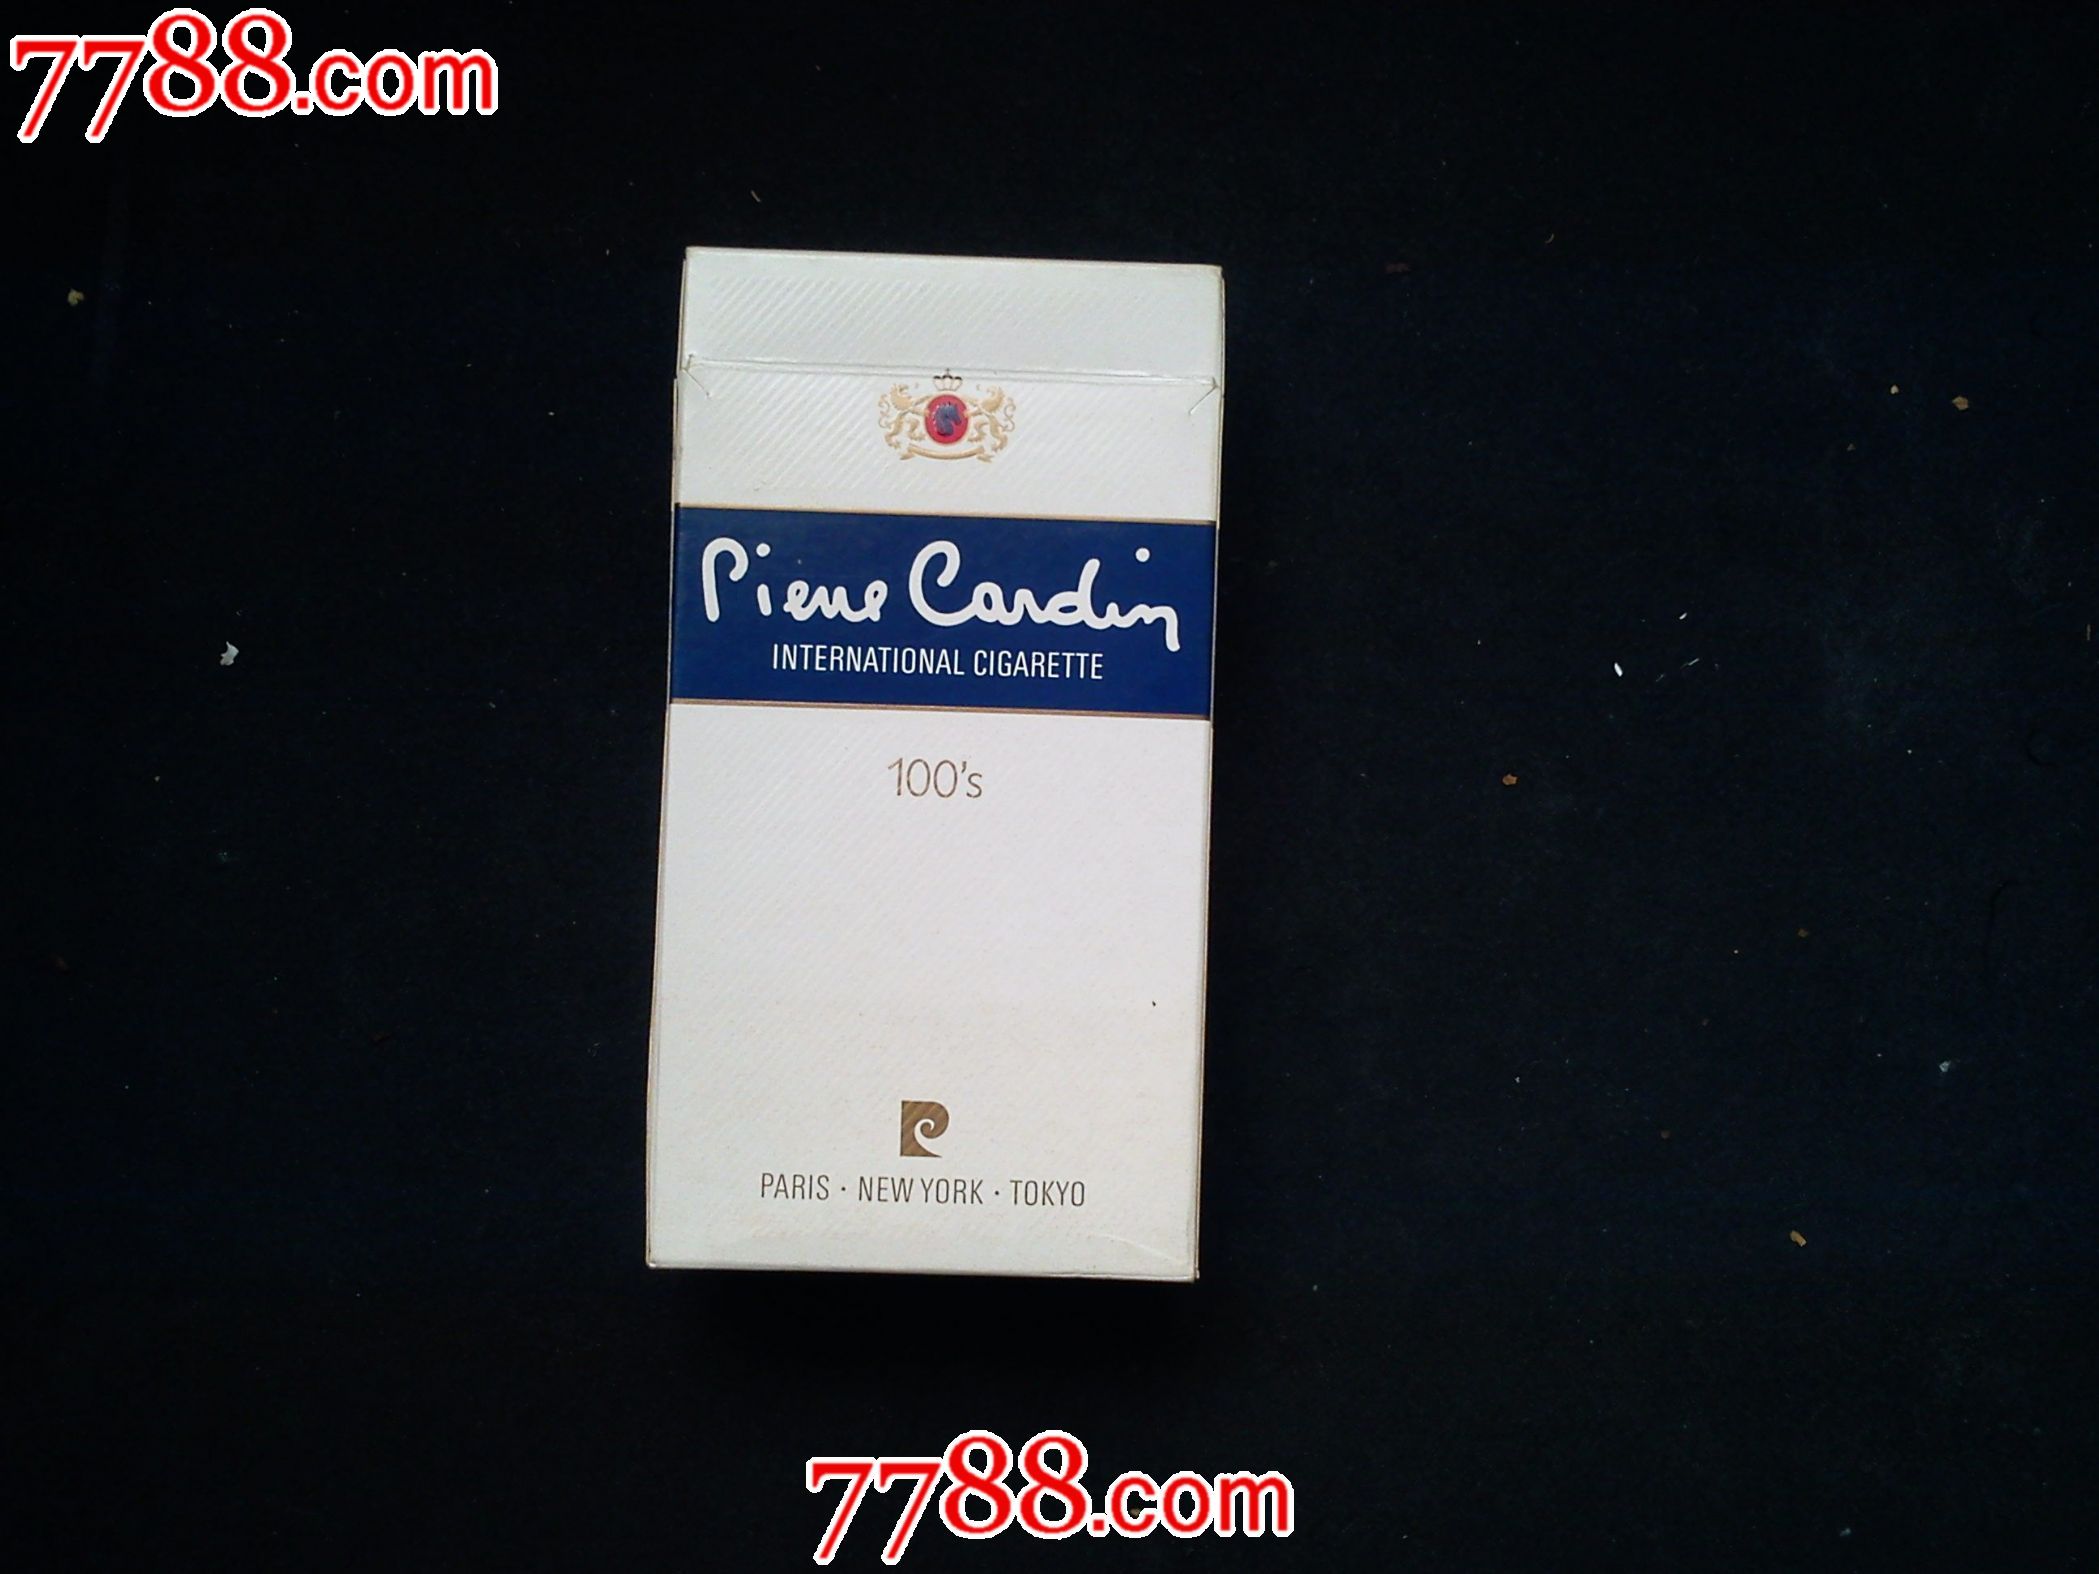 7788.com
Pierre Cardin
INTERNATIONAL CIGARETTE
100's
PARIS · NEW YORK · TOKYO
7788.com